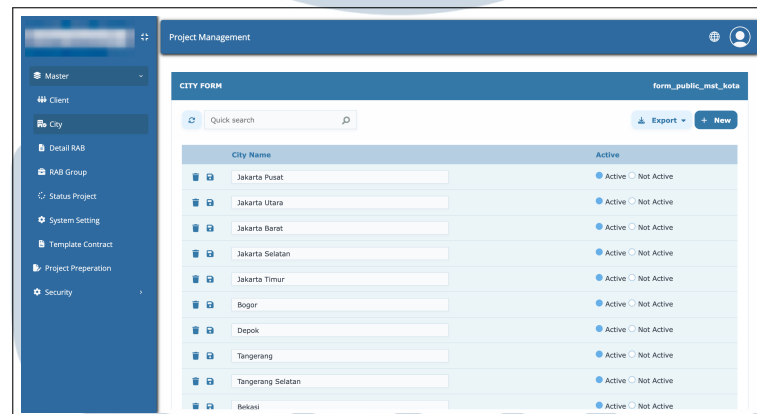 Project Management
Master
Client
City
Detail RAB
RAB Group
Status Project
System Setting
Template Contract
Project Preperation
Security
CITY FORM form_public_mst_kota
Quick search Export + New
City Name Active
Jakarta Pusat Active Not Active
Jakarta Utara Active Not Active
Jakarta Barat Active Not Active
Jakarta Selatan Active Not Active
Jakarta Timur Active Not Active
Bogor Active Not Active
Depok Active Not Active
Tangerang Active Not Active
Tangerang Selatan Active Not Active
Bekasi Active Not Active